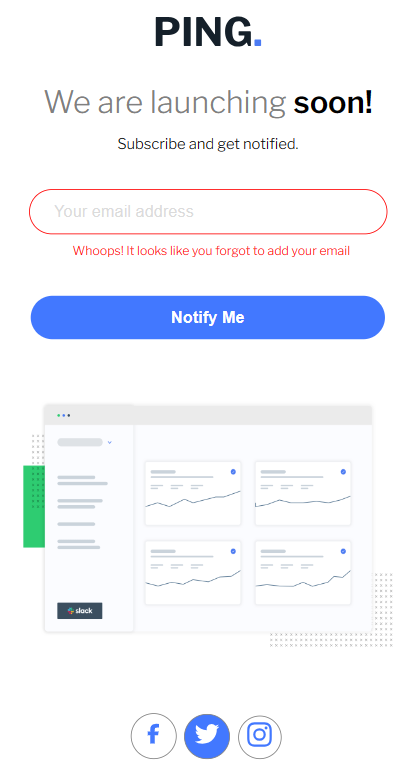 PING.
We are launching soon!
Subscribe and get notified.
Your email address
Whoops! It looks like you forgot to add your email
Notify Me
slack